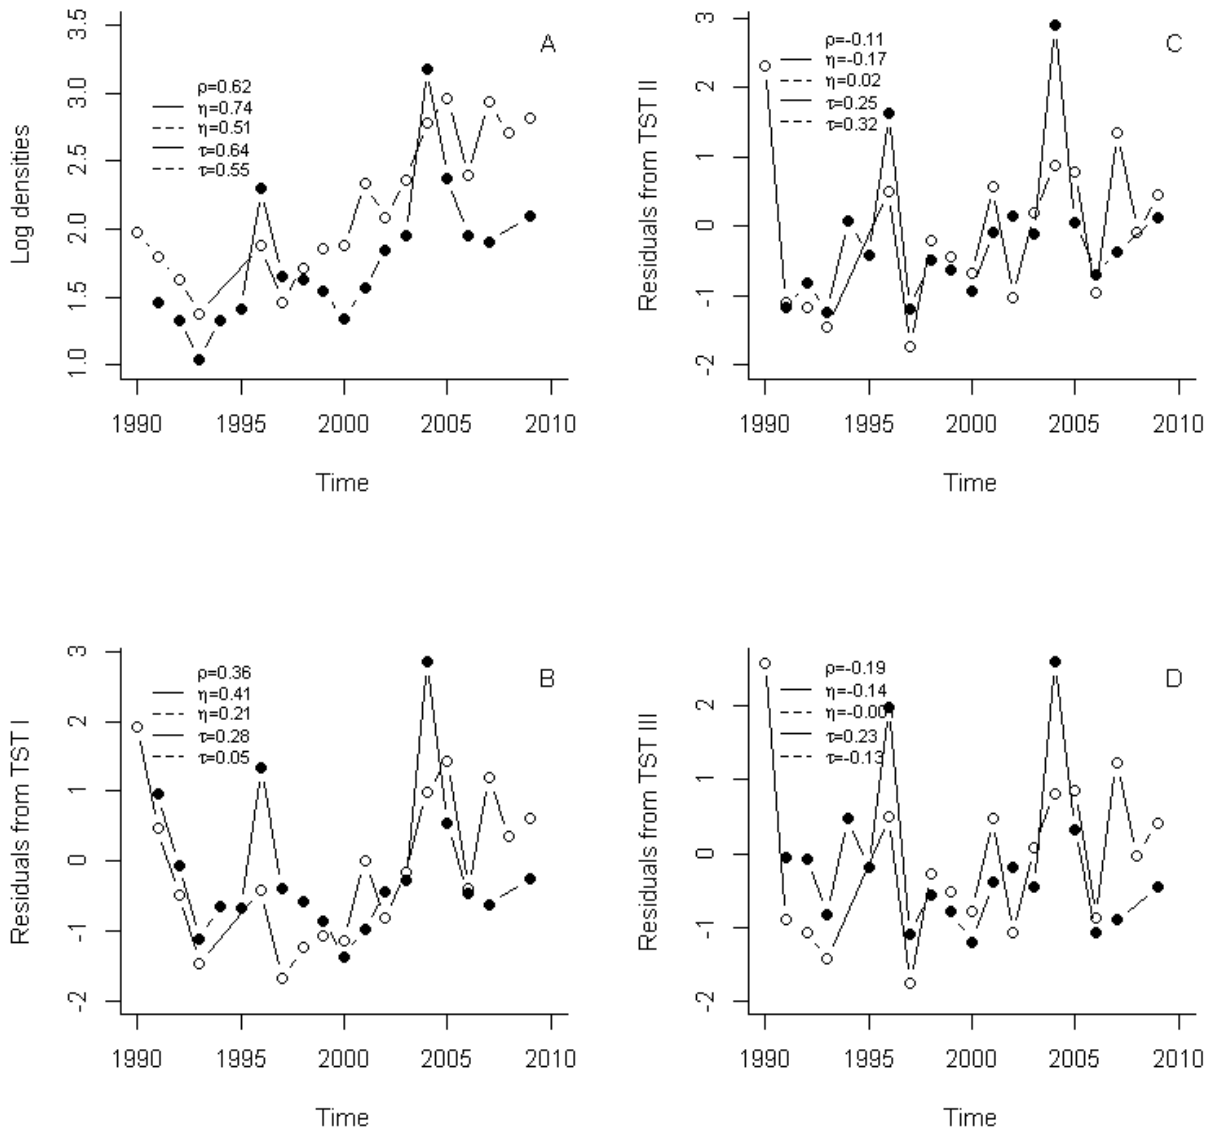 A
ρ=0.62
η=0.74
η=0.51
τ=0.64
τ=0.55
3.5
3.0
2.5
2.0
1.5
1.0
Log densities
1990 1995 2000 2005 2010
Time
C
ρ=-0.11
η=-0.17
η=0.02
τ=0.25
τ=0.32
3
2
1
0
-1
-2
Residuals from TST II
1990 1995 2000 2005 2010
Time
B
ρ=0.36
η=0.41
η=0.21
τ=0.28
τ=0.05
3
2
1
0
-1
-2
Residuals from TST I
1990 1995 2000 2005 2010
Time
D
ρ=-0.19
η=-0.14
η=-0.00
τ=0.23
τ=-0.13
2
1
0
-1
-2
Residuals from TST III
1990 1995 2000 2005 2010
Time